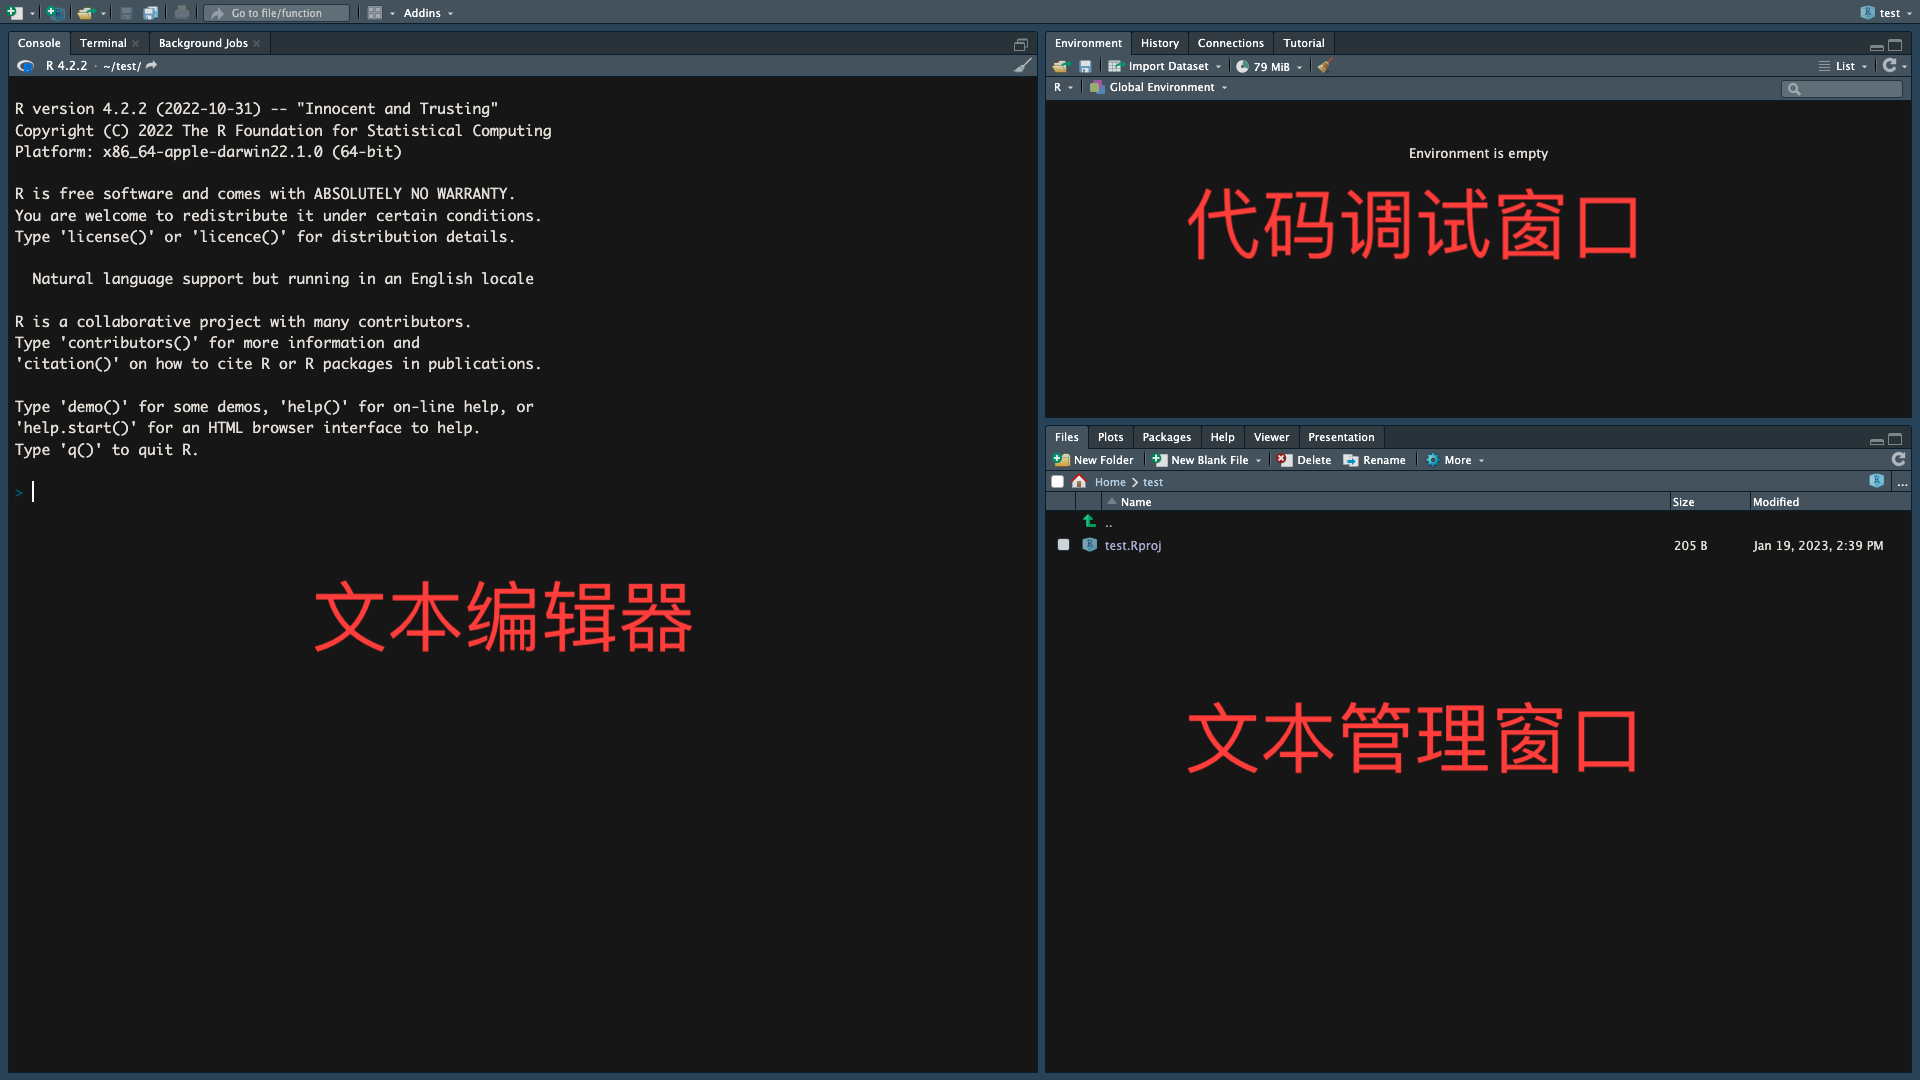 Go to file/function
Addins
test
Console
Terminal
Background Jobs
R 4.2.2 · ~/test/
R version 4.2.2 (2022-10-31) -- "Innocent and Trusting"
Copyright (C) 2022 The R Foundation for Statistical Computing
Platform: x86_64-apple-darwin22.1.0 (64-bit)
R is free software and comes with ABSOLUTELY NO WARRANTY.
You are welcome to redistribute it under certain conditions.
Type 'license()' or 'licence()' for distribution details.
Natural language support but running in an English locale
R is a collaborative project with many contributors.
Type 'contributors()' for more information and
'citation()' on how to cite R or R packages in publications.
Type 'demo()' for some demos, 'help()' for on-line help, or
'help.start()' for an HTML browser interface to help.
Type 'q()' to quit R.
>
文本编辑器
Environment
History
Connections
Tutorial
Import Dataset
79 MiB
List
R
Global Environment
Environment is empty
代码调试窗口
Files
Plots
Packages
Help
Viewer
Presentation
New Folder
New Blank File
Delete
Rename
More
Home
test
...
Name
Size
Modified
..
test.Rproj
205 B
Jan 19, 2023, 2:39 PM
文本管理窗口